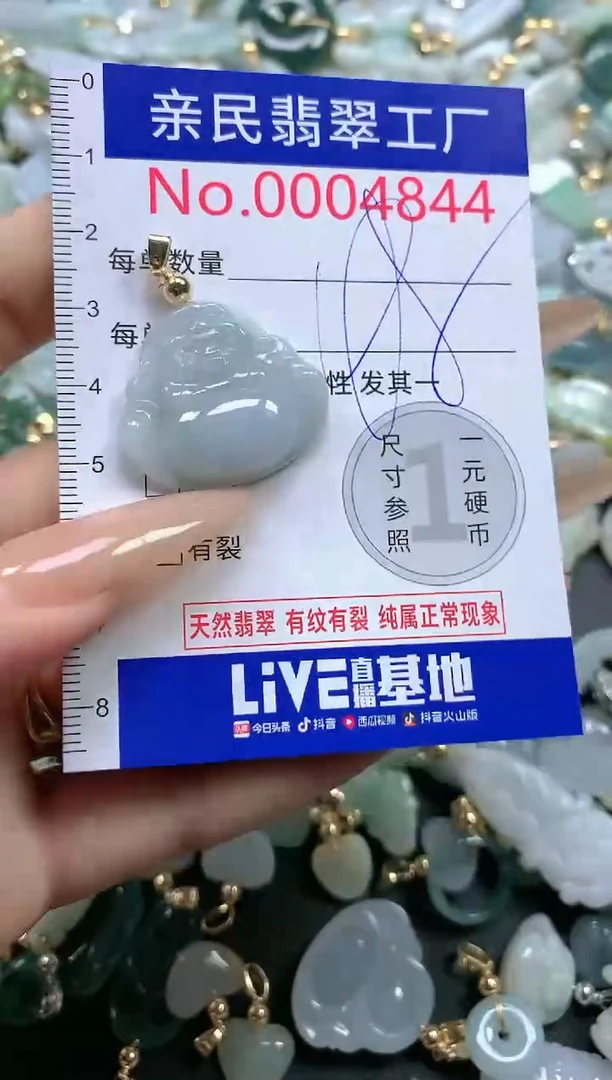 0
亲民翡翠工厂
1
No.0004844
2
每单数量
3
每单
性发其一
4
1
尺寸参照
一元硬币
5
有裂
天然翡翠 有纹有裂 纯属正常现象
LiVE直播基地
8
头条 今日头条 抖音 西瓜视频 抖音火山版